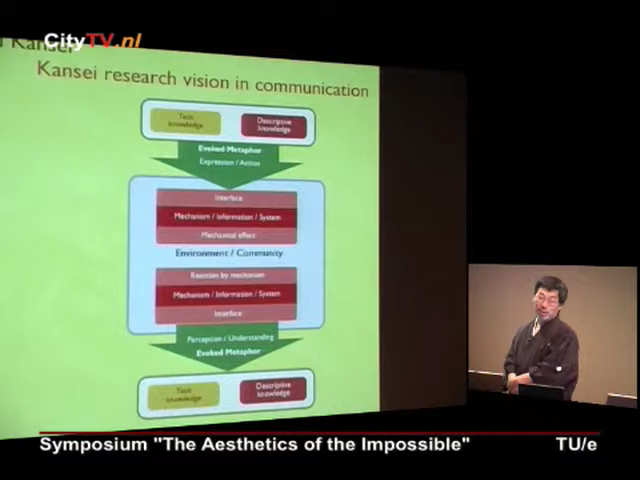 CityTV.nl
Kansei
Kansei research vision in communication
Tacit
knowledge
Descriptive
knowledge
Evoked Metaphor
Expression / Action
Interface
Mechanism / Information / System
Mechanical effect
Environment / Community
Reaction by mechanism
Mechanism / Information / System
Interface
Perception / Understanding
Evoked Metaphor
Tacit
knowledge
Descriptive
knowledge
Symposium "The Aesthetics of the Impossible"
TU/e